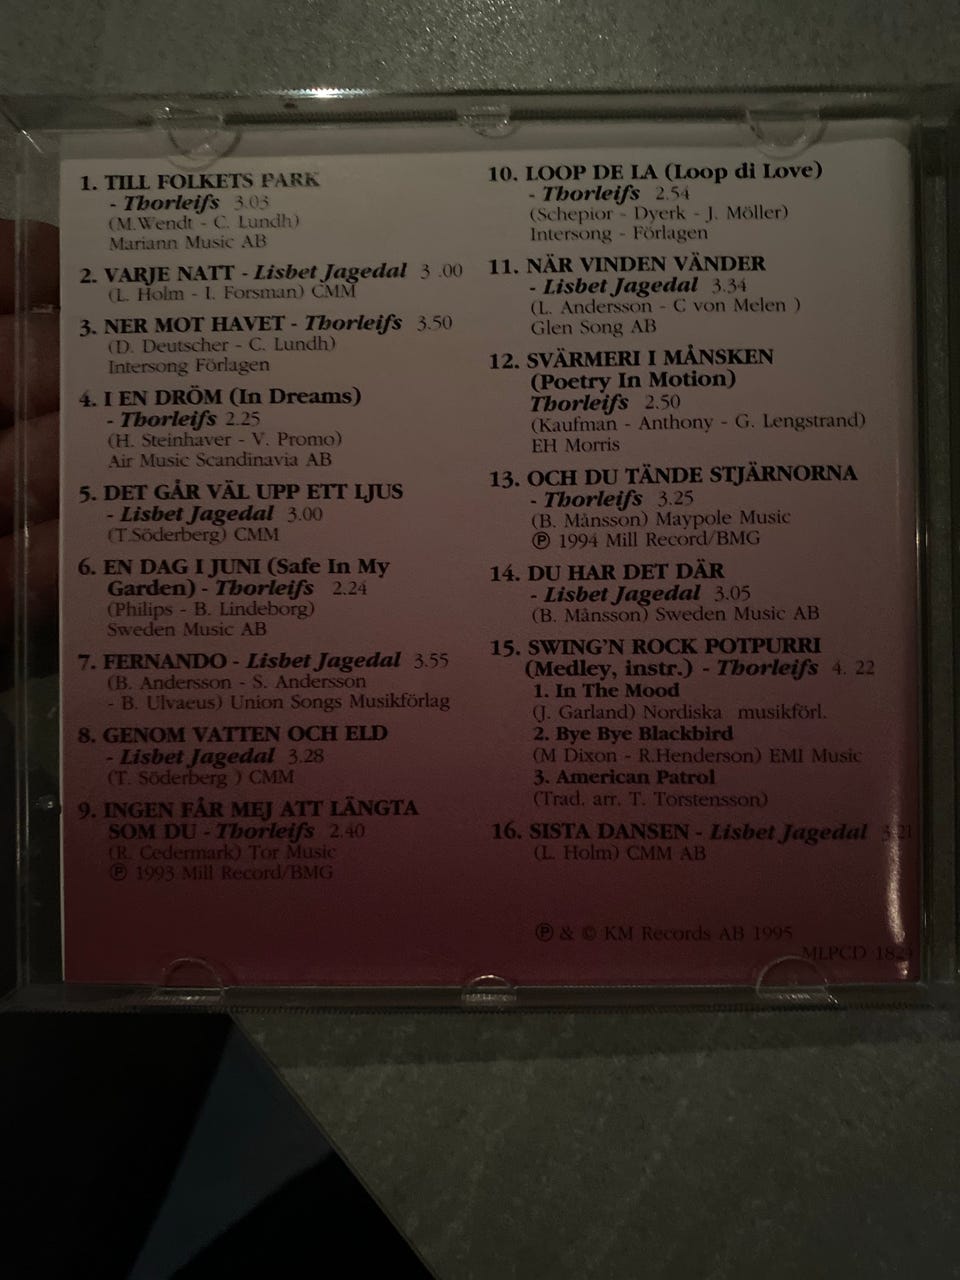 1. TILL FOLKETS PARK
- Thorleifs 3.03
(M.Wendt - C. Lundh)
Mariann Music AB
2. VARJE NATT - Lisbet Jagedal 3 .00
(L. Holm - I. Forsman) CMM
3. NER MOT HAVET - Thorleifs 3.50
(D. Deutscher - C. Lundh)
Intersong Förlagen
4. I EN DRÖM (In Dreams)
- Thorleifs 2.25
(H. Steinhaver - V. Promo)
Air Music Scandinavia AB
5. DET GÅR VÄL UPP ETT LJUS
- Lisbet Jagedal 3.00
(T.Söderberg) CMM
6. EN DAG I JUNI (Safe In My
Garden) - Thorleifs 2.24
(Philips - B. Lindeborg)
Sweden Music AB
7. FERNANDO - Lisbet Jagedal 3.55
(B. Andersson - S. Andersson
- B. Ulvaeus) Union Songs Musikförlag
8. GENOM VATTEN OCH ELD
- Lisbet Jagedal 3.28
(T. Söderberg ) CMM
9. INGEN FÅR MEJ ATT LÄNGTA
SOM DU - Thorleifs 2.40
(R. Cedermark) Tor Music
℗ 1993 Mill Record/BMG
10. LOOP DE LA (Loop di Love)
- Thorleifs 2.54
(Schepior - Dyerk - J. Möller)
Intersong - Förlagen
11. NÄR VINDEN VÄNDER
- Lisbet Jagedal 3.34
(L. Andersson - C von Melen )
Glen Song AB
12. SVÄRMERI I MÅNSKEN
(Poetry In Motion)
Thorleifs 2.50
(Kaufman - Anthony - G. Lengstrand)
EH Morris
13. OCH DU TÄNDE STJÄRNORNA
- Thorleifs 3.25
(B. Månsson) Maypole Music
℗ 1994 Mill Record/BMG
14. DU HAR DET DÄR
- Lisbet Jagedal 3.05
(B. Månsson) Sweden Music AB
15. SWING'N ROCK POTPURRI
(Medley, instr.) - Thorleifs 4. 22
1. In The Mood
(J. Garland) Nordiska musikförl.
2. Bye Bye Blackbird
(M Dixon - R.Henderson) EMI Music
3. American Patrol
(Trad. arr. T. Torstensson)
16. SISTA DANSEN - Lisbet Jagedal 3.21
(L. Holm) CMM AB
℗ & © KM Records AB 1995
MLPCD